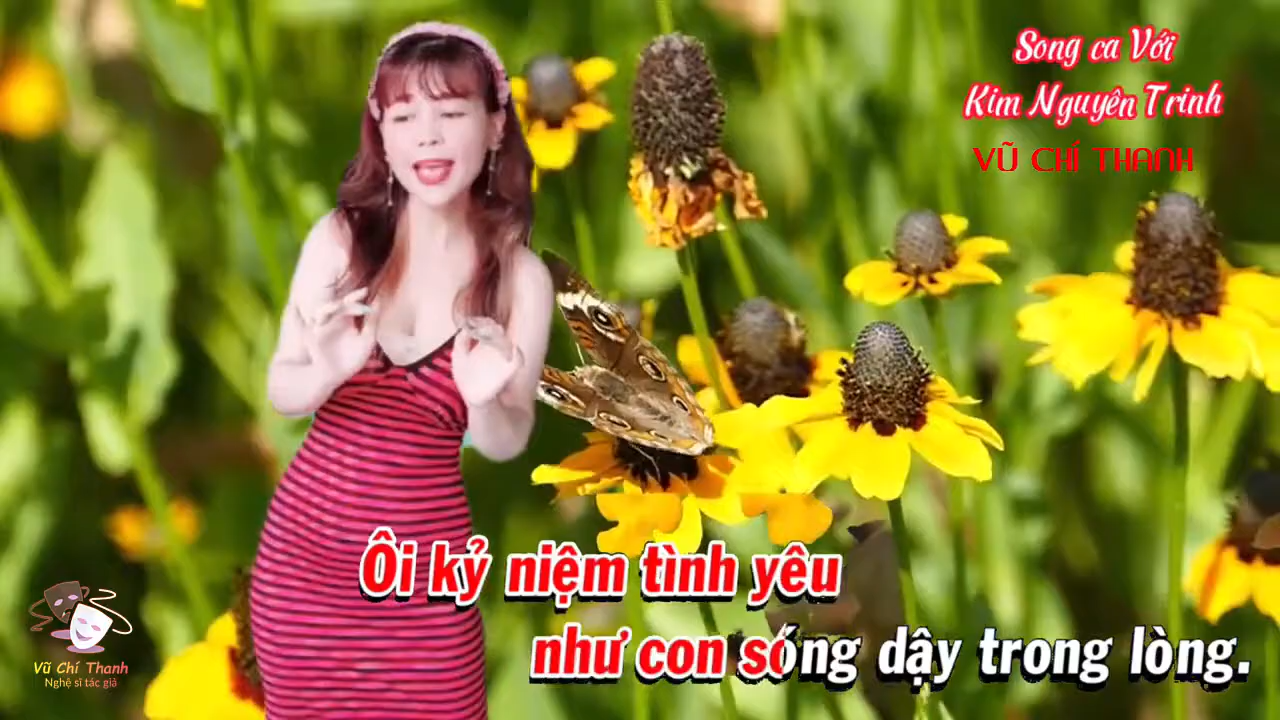 Song ca Với
Kim Nguyên Trinh
VŨ CHÍ THANH
Ôi kỷ niệm tình yêu
như con sóng dậy trong lòng.
Vũ Chí Thanh
Nghệ sĩ tác giả